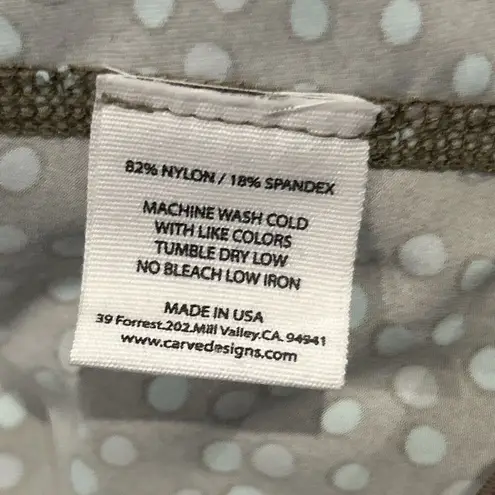 82% NYLON / 18% SPANDEX
MACHINE WASH COLD
WITH LIKE COLORS
TUMBLE DRY LOW
NO BLEACH LOW IRON
MADE IN USA
39 Forrest.202.Mill Valley.CA. 94941
www.carvedesigns.com